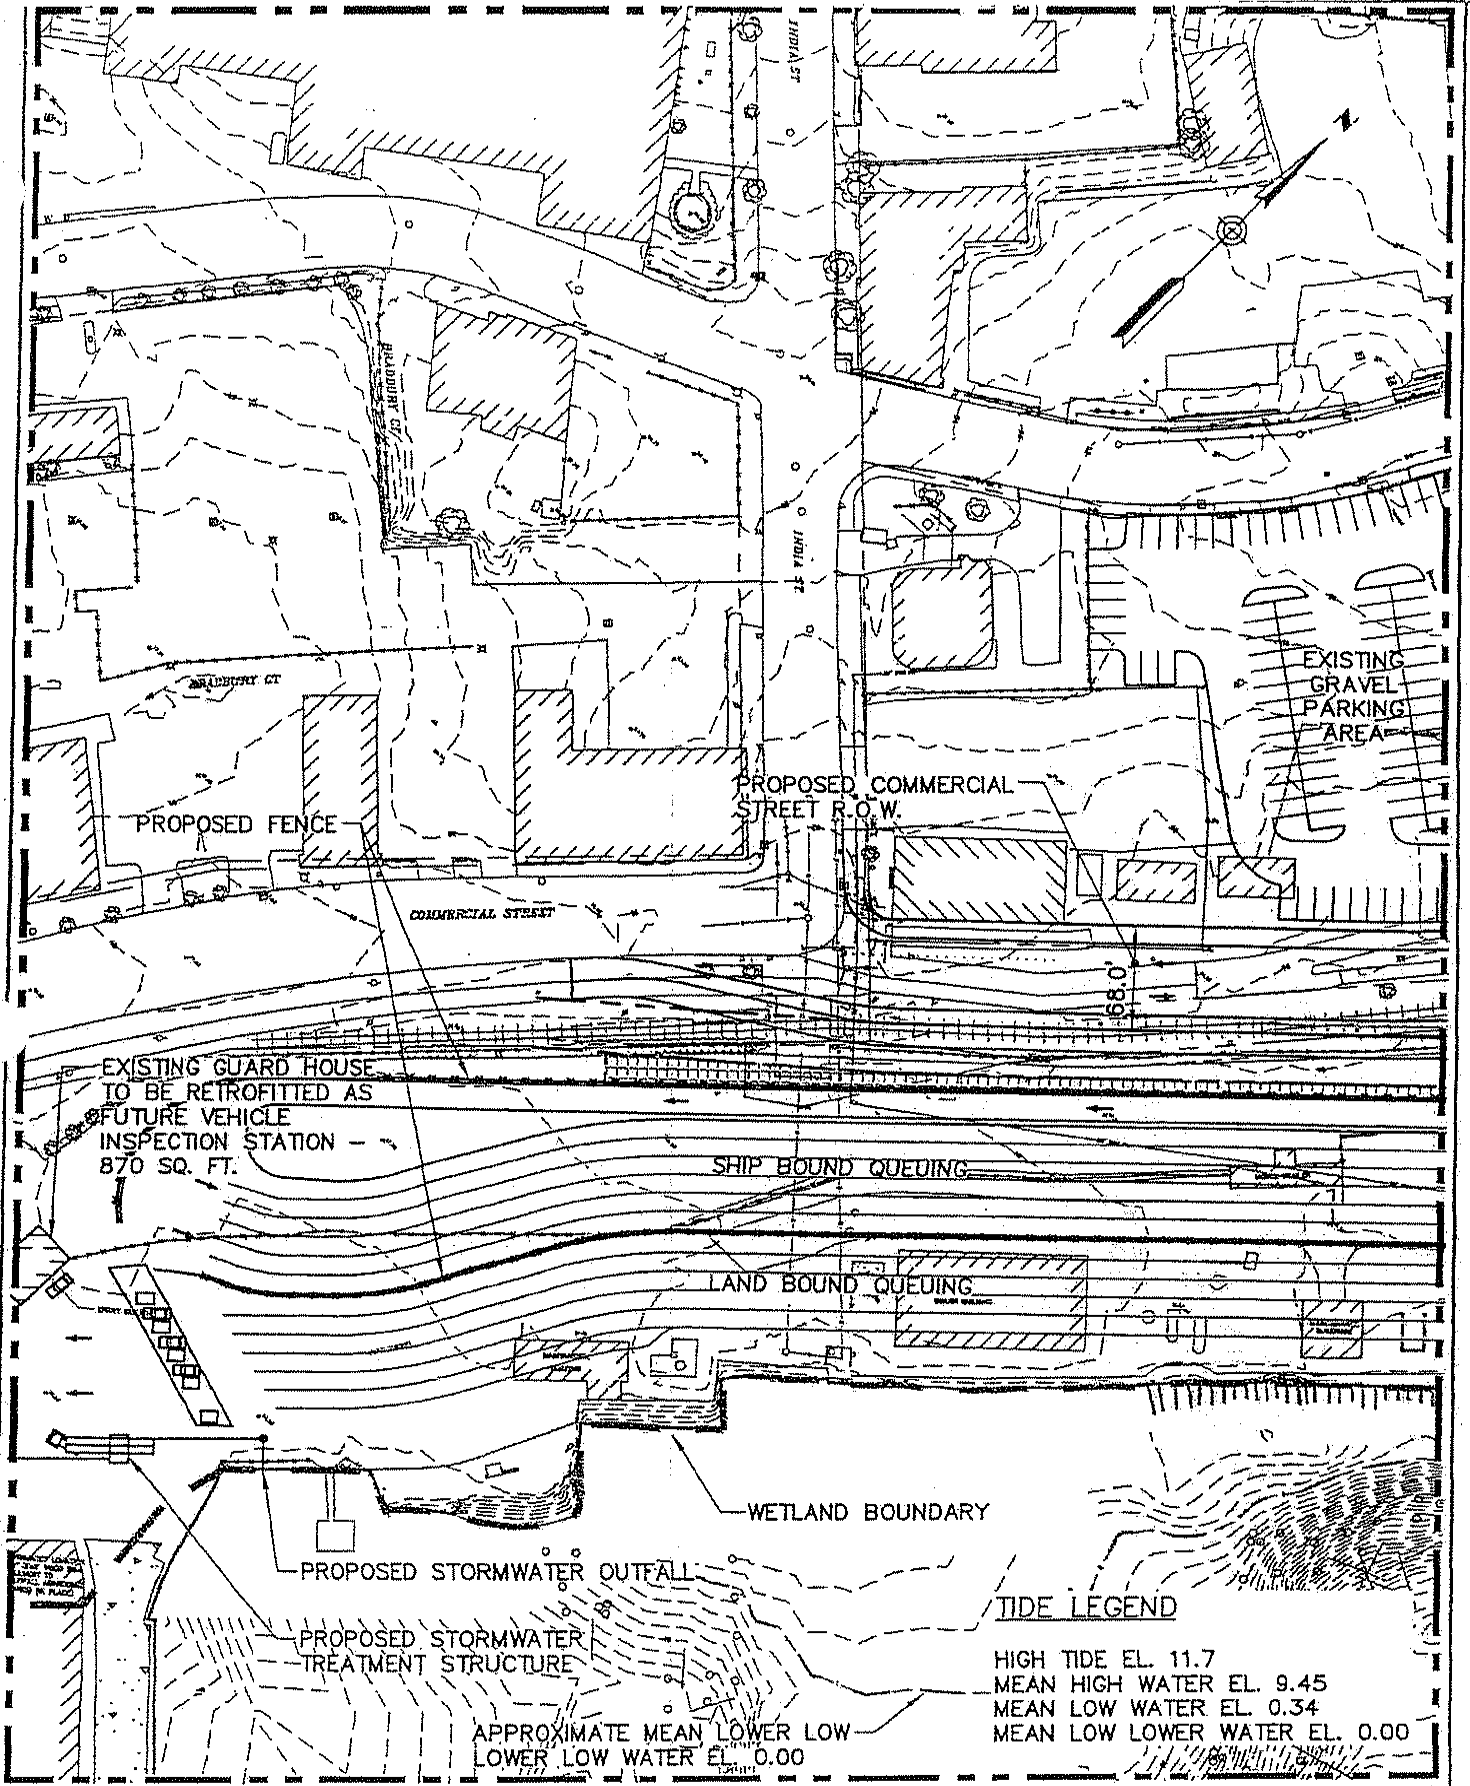 INDIA ST
N
BRADBURY CT
INDIA ST
EXISTING
GRAVEL
PARKING
AREA
BRADBURY CT
PROPOSED COMMERCIAL
STREET R.O.W.
PROPOSED FENCE
COMMERCIAL STREET
68.0'
EXISTING GUARD HOUSE
TO BE RETROFITTED AS
FUTURE VEHICLE
INSPECTION STATION
870 SQ. FT.
SHIP BOUND QUEUING
LAND BOUND QUEUING
WETLAND BOUNDARY
PROPOSED STORMWATER OUTFALL
PROPOSED STORMWATER
TREATMENT STRUCTURE
APPROXIMATE MEAN LOWER LOW
LOWER LOW WATER EL. 0.00
TIDE LEGEND
HIGH TIDE EL. 11.7
MEAN HIGH WATER EL. 9.45
MEAN LOW WATER EL. 0.34
MEAN LOW LOWER WATER EL. 0.00